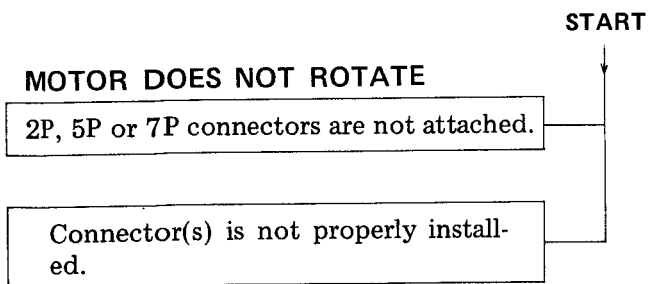 START
MOTOR DOES NOT ROTATE
2P, 5P or 7P connectors are not attached.
Connector(s) is not properly install-
ed.